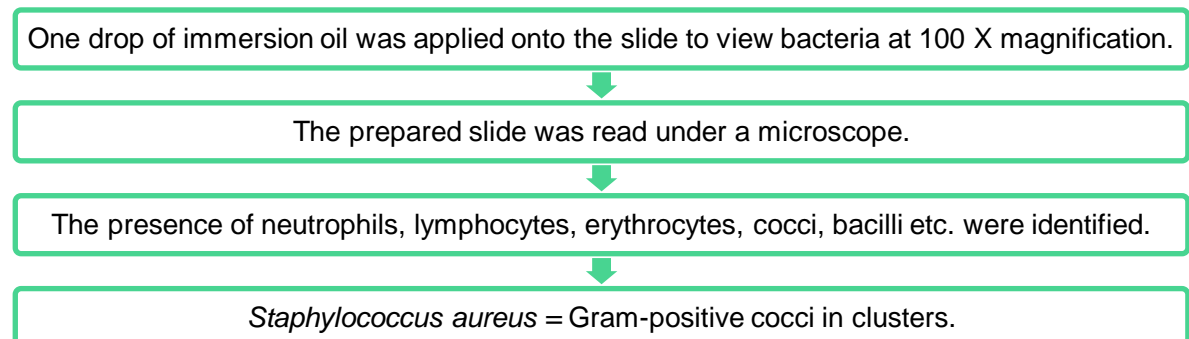 One drop of immersion oil was applied onto the slide to view bacteria at 100 X magnification.
The prepared slide was read under a microscope.
The presence of neutrophils, lymphocytes, erythrocytes, cocci, bacilli etc. were identified.
Staphylococcus aureus = Gram-positive cocci in clusters.